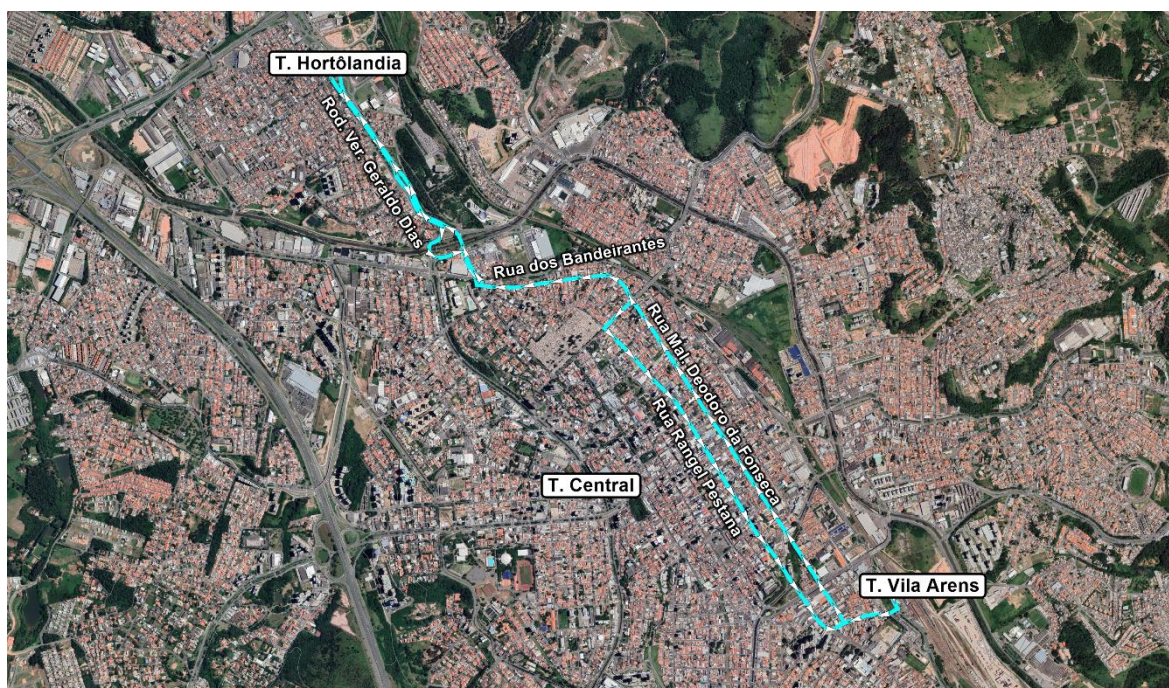 T. Hortôlandia
Rod. Ver. Geraldo Dias
Rua dos Bandeirantes
Rua Mal. Deodoro da Fonseca
Rua Rangel Pestana
T. Central
T. Vila Arens